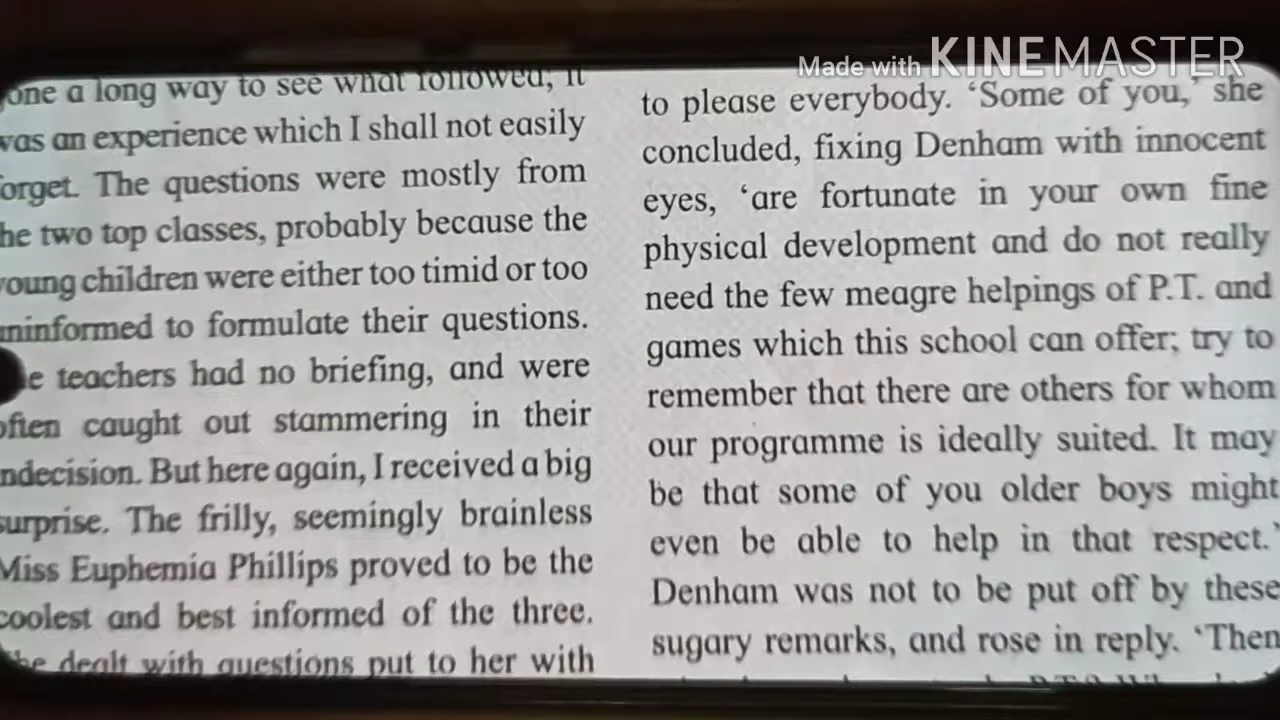 Made with KINEMASTER
one a long way to see what followed; it
was an experience which I shall not easily
orget. The questions were mostly from
he two top classes, probably because the
young children were either too timid or too
ninformed to formulate their questions.
e teachers had no briefing, and were
often caught out stammering in their
ndecision. But here again, I received a big
surprise. The frilly, seemingly brainless
Miss Euphemia Phillips proved to be the
coolest and best informed of the three.
he dealt with questions put to her with
to please everybody. ‘Some of you,’ she
concluded, fixing Denham with innocent
eyes, ‘are fortunate in your own fine
physical development and do not really
need the few meagre helpings of P.T. and
games which this school can offer; try to
remember that there are others for whom
our programme is ideally suited. It may
be that some of you older boys might
even be able to help in that respect.’
Denham was not to be put off by these
sugary remarks, and rose in reply. ‘Then